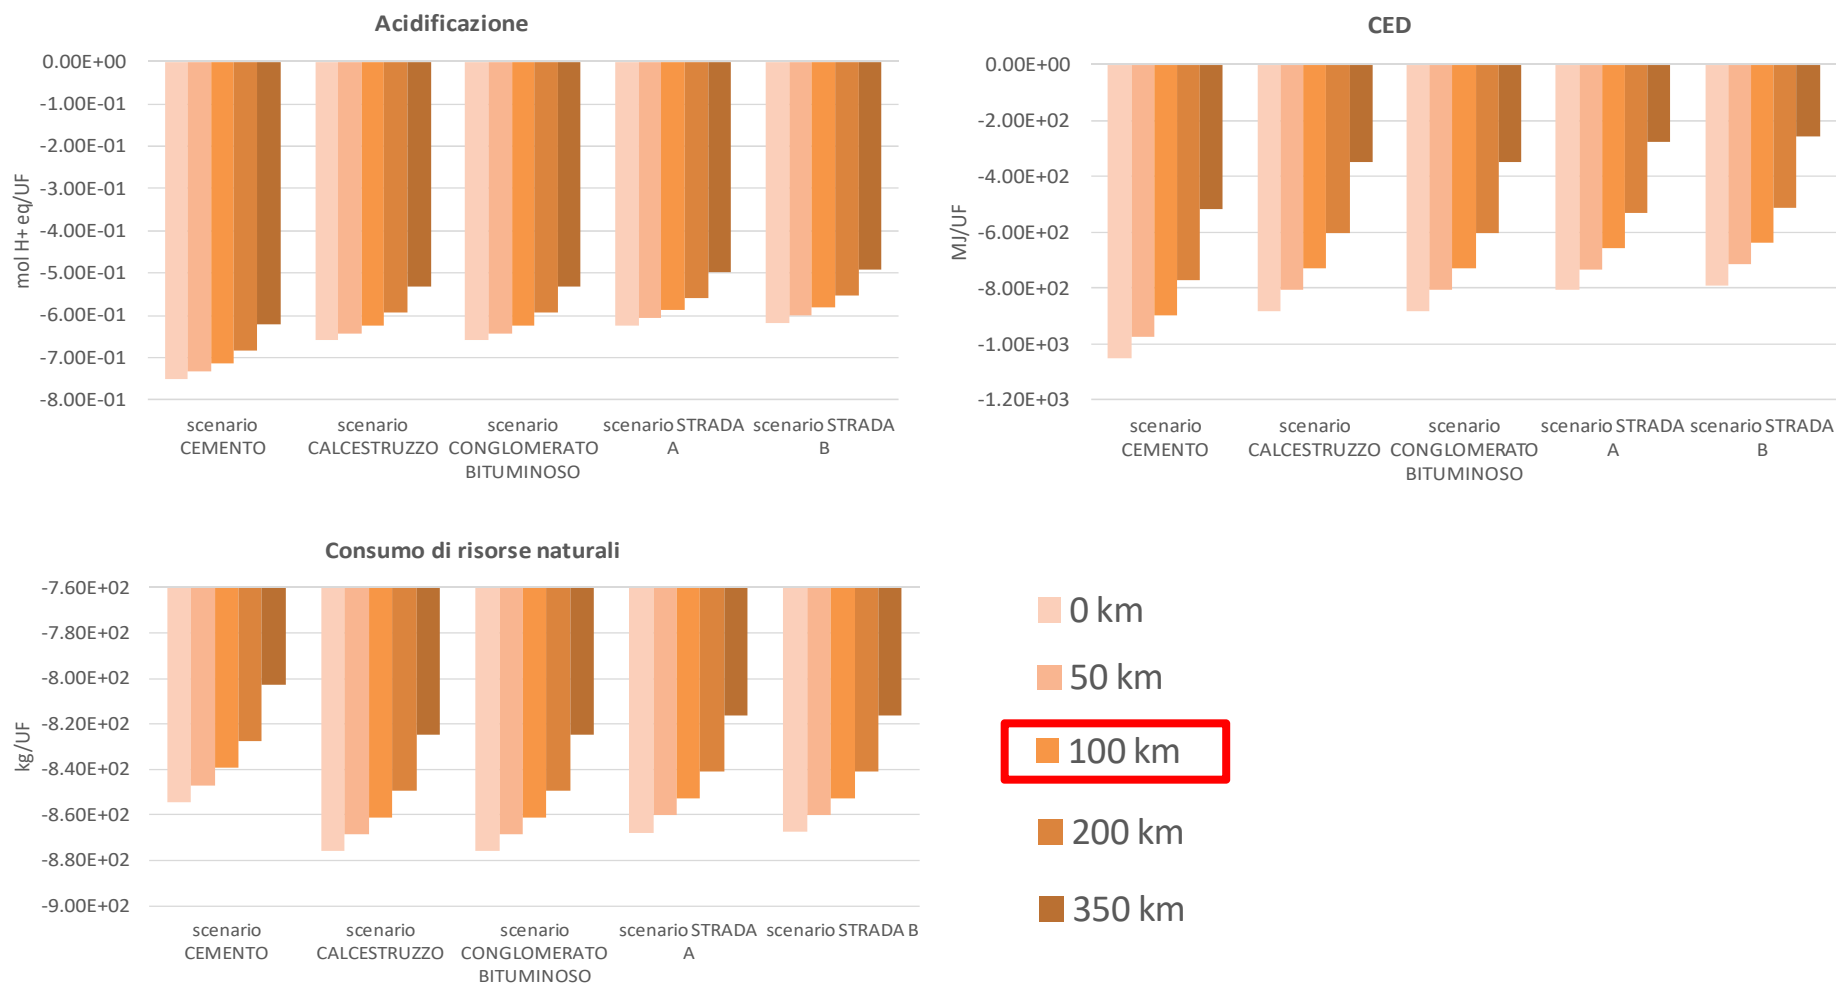 Acidificazione
0.00E+00
-1.00E-01
-2.00E-01
-3.00E-01
-4.00E-01
-5.00E-01
-6.00E-01
-7.00E-01
-8.00E-01
mol H+ eq/UF
scenario
CEMENTO
scenario
CALCESTRUZZO
scenario
CONGLOMERATO
BITUMINOSO
scenario STRADA
A
scenario STRADA
B
CED
0.00E+00
-2.00E+02
-4.00E+02
-6.00E+02
-8.00E+02
-1.00E+03
-1.20E+03
MJ/UF
scenario
CEMENTO
scenario
CALCESTRUZZO
scenario
CONGLOMERATO
BITUMINOSO
scenario STRADA
A
scenario STRADA
B
Consumo di risorse naturali
-7.60E+02
-7.80E+02
-8.00E+02
-8.20E+02
-8.40E+02
-8.60E+02
-8.80E+02
-9.00E+02
kg/UF
scenario
CEMENTO
scenario
CALCESTRUZZO
scenario
CONGLOMERATO
BITUMINOSO
scenario STRADA
A
scenario STRADA B
0 km
50 km
100 km
200 km
350 km